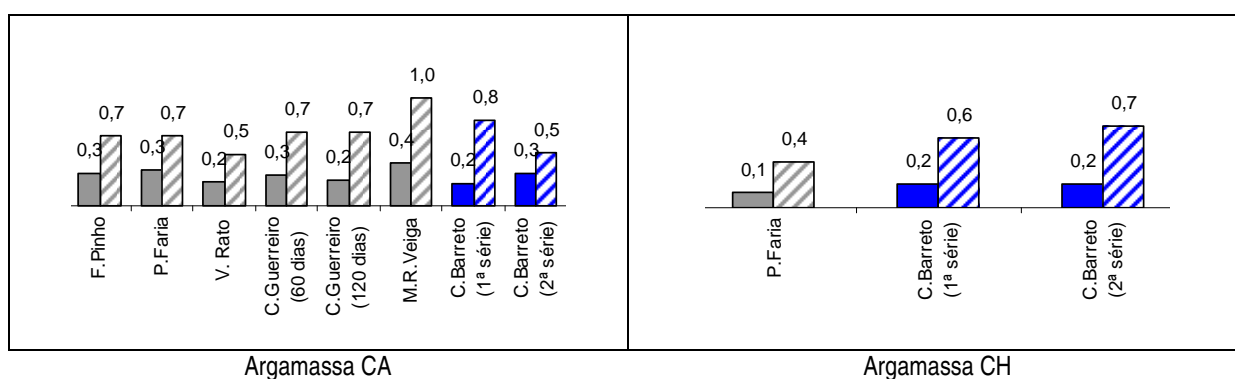 0,3 0,7 0,3 0,7 0,2 0,5 0,3 0,7 0,2 0,7 0,4 1,0 0,2 0,8 0,3 0,5
F.Pinho
P.Faria
V. Rato
C.Guerreiro
(60 dias)
C.Guerreiro
(120 dias)
M.R.Veiga
C.Barreto
(1ª série)
C.Barreto
(2ª série)
Argamassa CA
0,1 0,4 0,2 0,6 0,2 0,7
P.Faria
C.Barreto
(1ª série)
C.Barreto
(2ª série)
Argamassa CH